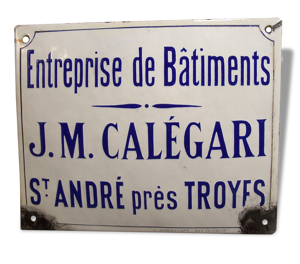 Entreprise de Bâtiments
J.M. CALÉGARI
ST. ANDRÉ près TROYES